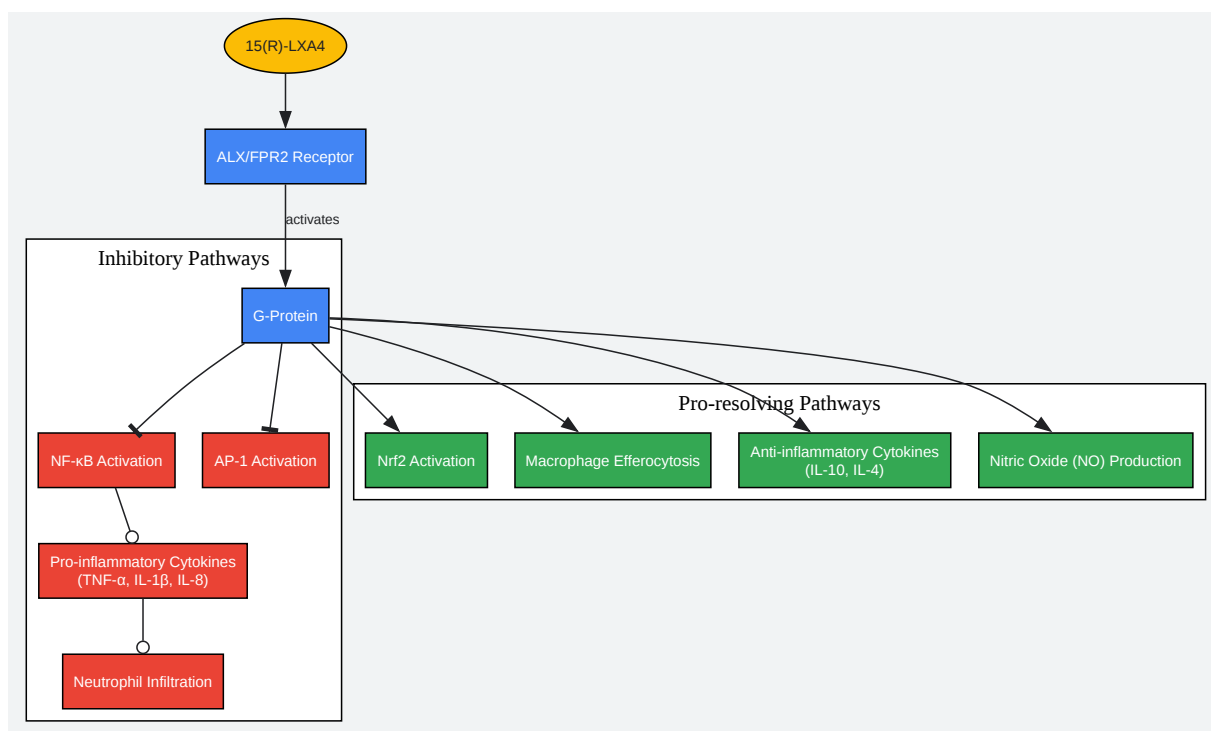 15(R)-LXA4
ALX/FPR2 Receptor
activates
Inhibitory Pathways
G-Protein
Pro-resolving Pathways
NF-κB Activation
AP-1 Activation
Nrf2 Activation
Macrophage Efferocytosis
Anti-inflammatory Cytokines
(IL-10, IL-4)
Nitric Oxide (NO) Production
Pro-inflammatory Cytokines
(TNF-α, IL-1β, IL-8)
Neutrophil Infiltration